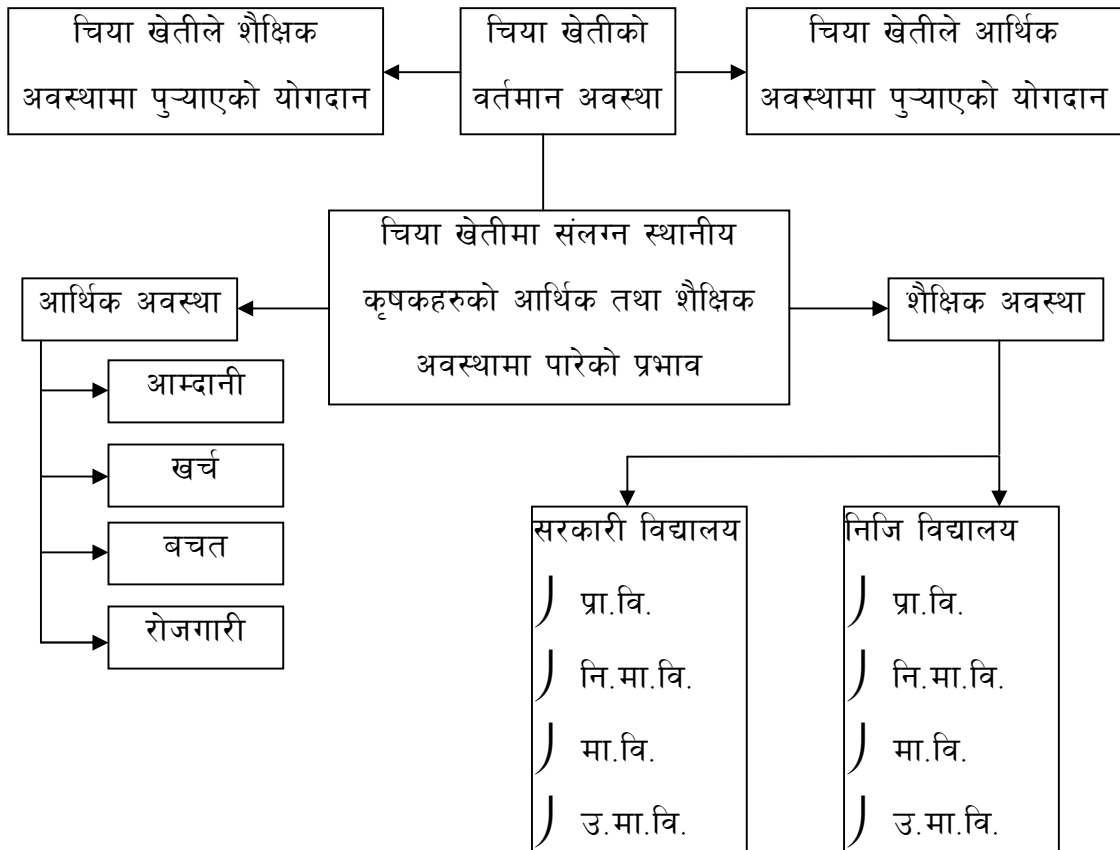 चिया खेतीले शैक्षिक
अवस्थामा पुऱ्याएको योगदान
चिया खेतीको
वर्तमान अवस्था
चिया खेतीले आर्थिक
अवस्थामा पुऱ्याएको योगदान
चिया खेतीमा संलग्न स्थानीय
कृषकहरुको आर्थिक तथा शैक्षिक
अवस्थामा पारेको प्रभाव
आर्थिक अवस्था
शैक्षिक अवस्था
आम्दानी
खर्च
बचत
रोजगारी
सरकारी विद्यालय
प्रा.वि.
नि.मा.वि.
मा.वि.
उ.मा.वि.
निजि विद्यालय
प्रा.वि.
नि.मा.वि.
मा.वि.
उ.मा.वि.